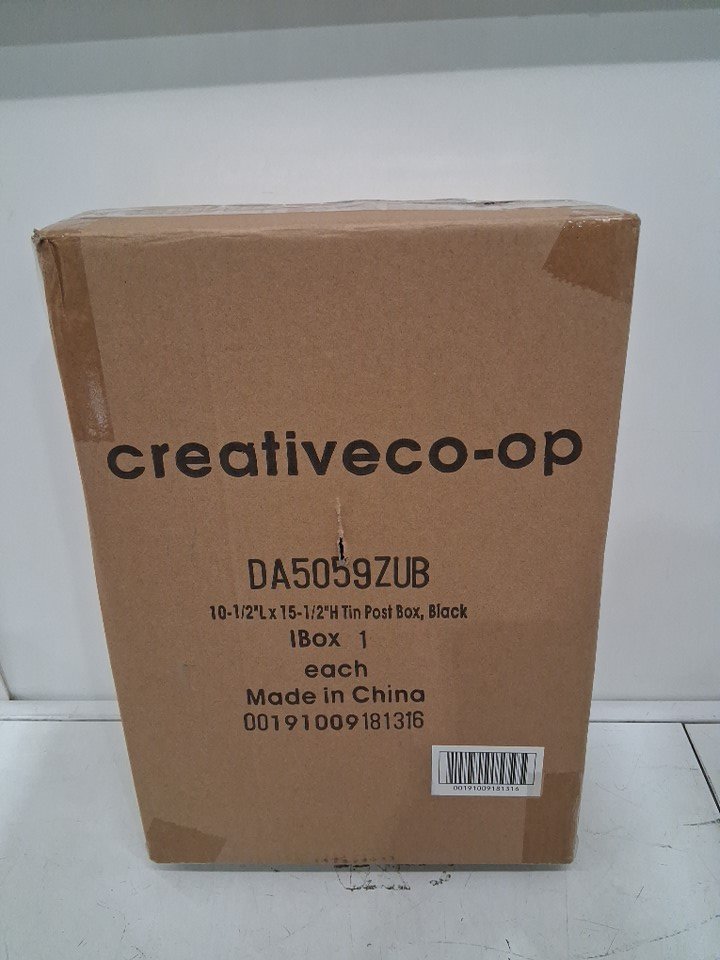 creativeco-op
DA5059ZUB
10-1/2"L x 15-1/2"H Tin Post Box, Black
IBox 1
each
Made in China
00191009181316
00191009181316